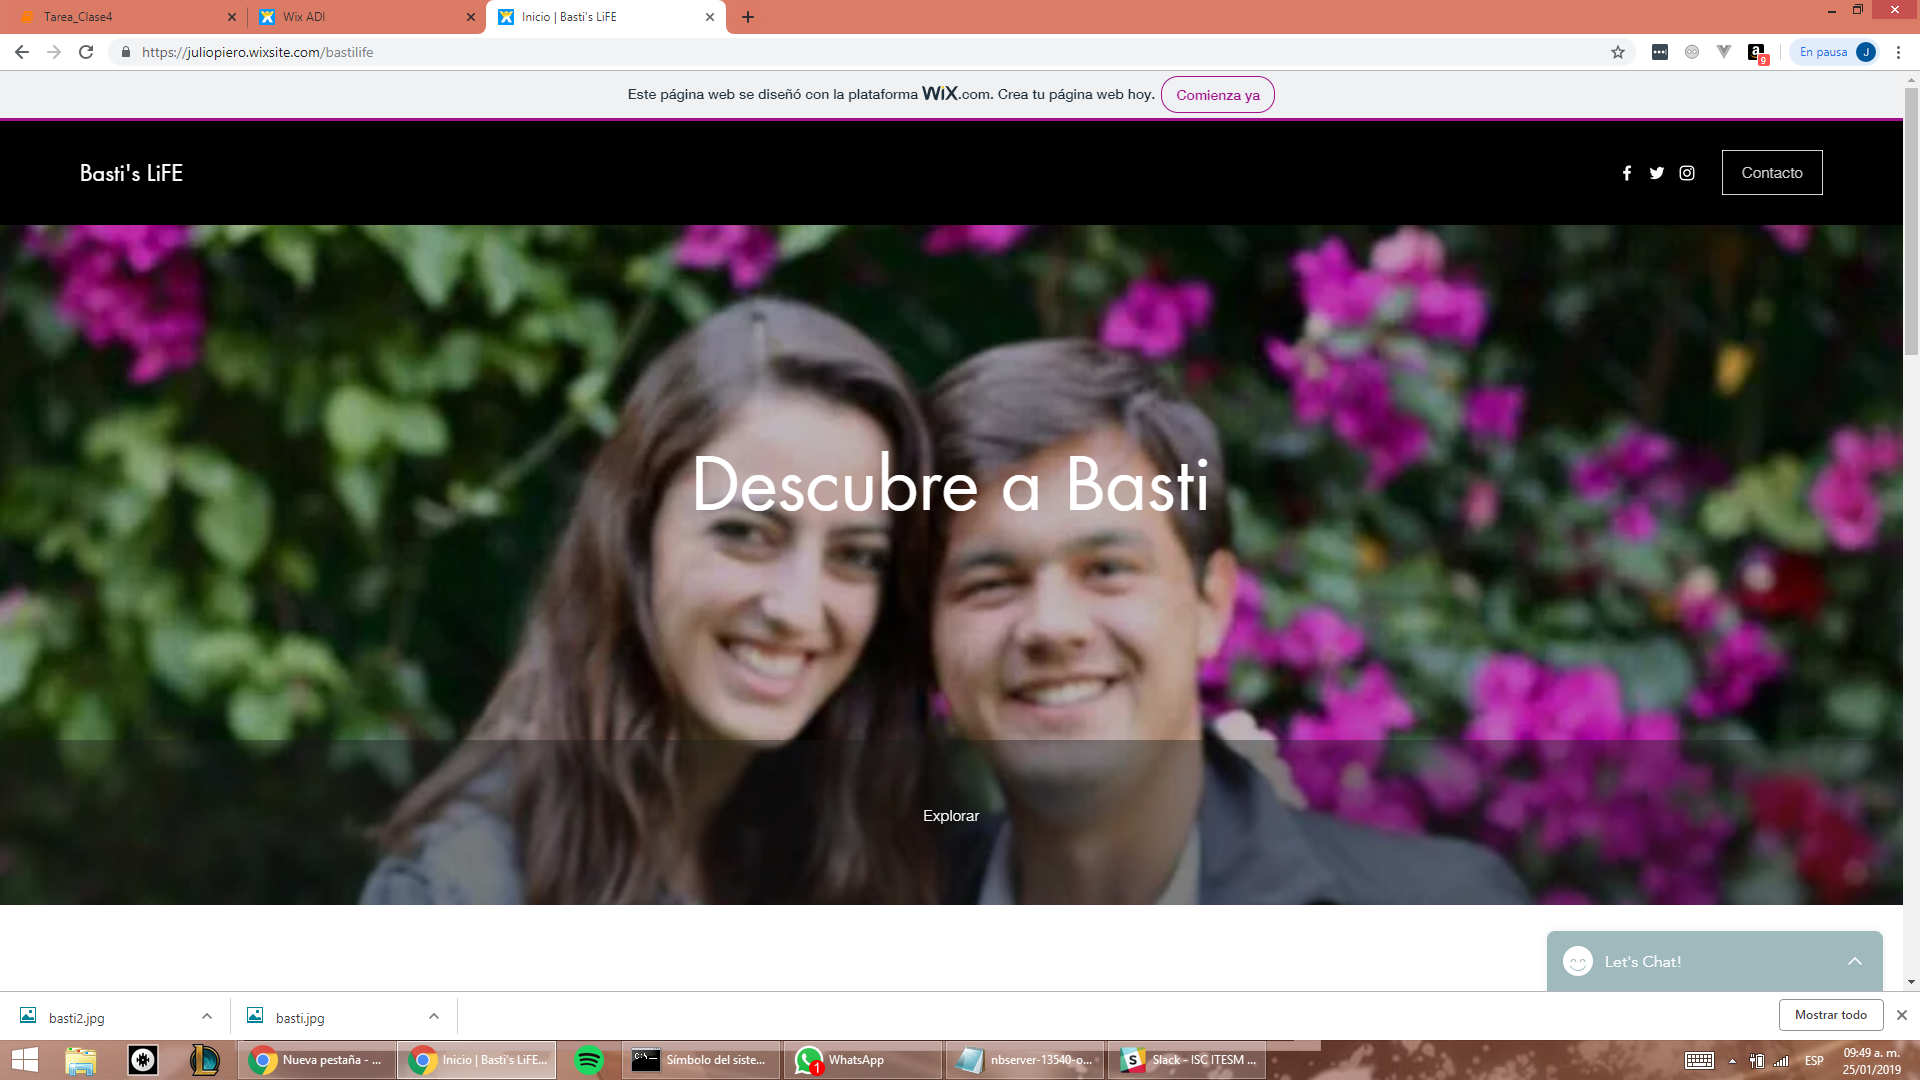 Tarea_Clase4
Wix ADI
Inicio | Basti's LiFE
https://juliopiero.wixsite.com/bastilife
a
9
En pausa
J
Este página web se diseñó con la plataforma WiX.com. Crea tu página web hoy.
Comienza ya
Basti's LiFE
Contacto
Descubre a Basti
Explorar
Let's Chat!
basti2.jpg
basti.jpg
Mostrar todo
Nueva pestaña - ...
Inicio | Basti's LiFE...
C:\.
Símbolo del siste...
1
WhatsApp
nbserver-13540-o...
S
Slack - ISC ITESM ...
ESP
09:49 a. m.
25/01/2019